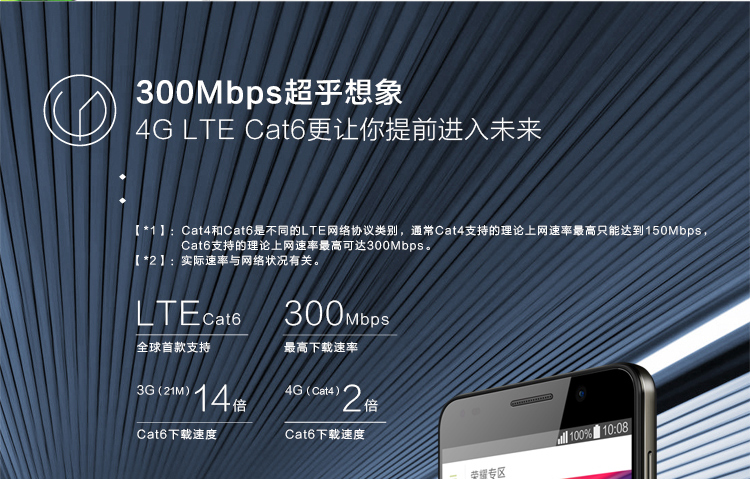 300Mbps超乎想象
4G LTE Cat6更让你提前进入未来
【*1】：Cat4和Cat6是不同的LTE网络协议类别，通常Cat4支持的理论上网速率最高只能达到150Mbps，
Cat6支持的理论上网速率最高可达300Mbps。
【*2】：实际速率与网络状况有关。
LTE Cat6
全球首款支持
300Mbps
最高下载速率
3G（21M）14倍
Cat6下载速度
4G（Cat4）2倍
Cat6下载速度
100% 10:08
荣耀专区